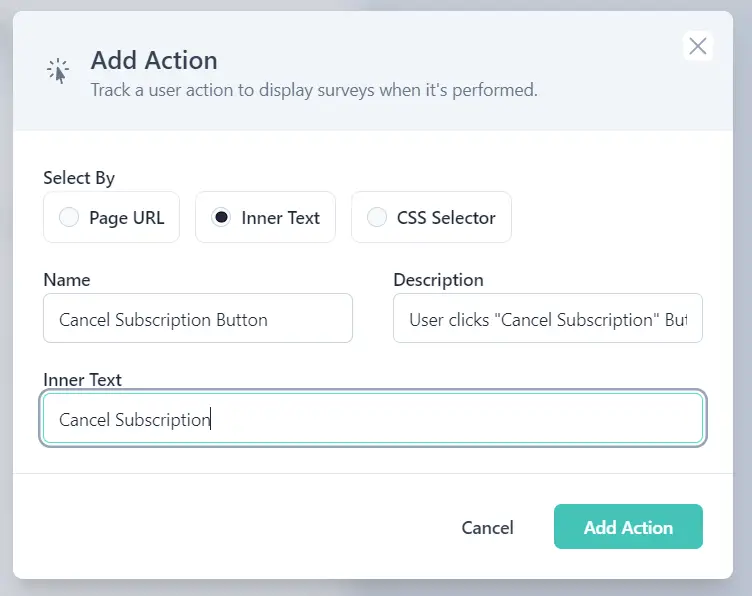 Add Action
Track a user action to display surveys when it's performed.
Select By
Page URL Inner Text CSS Selector
Name Description
Cancel Subscription Button User clicks "Cancel Subscription" But
Inner Text
Cancel Subscription
Cancel Add Action